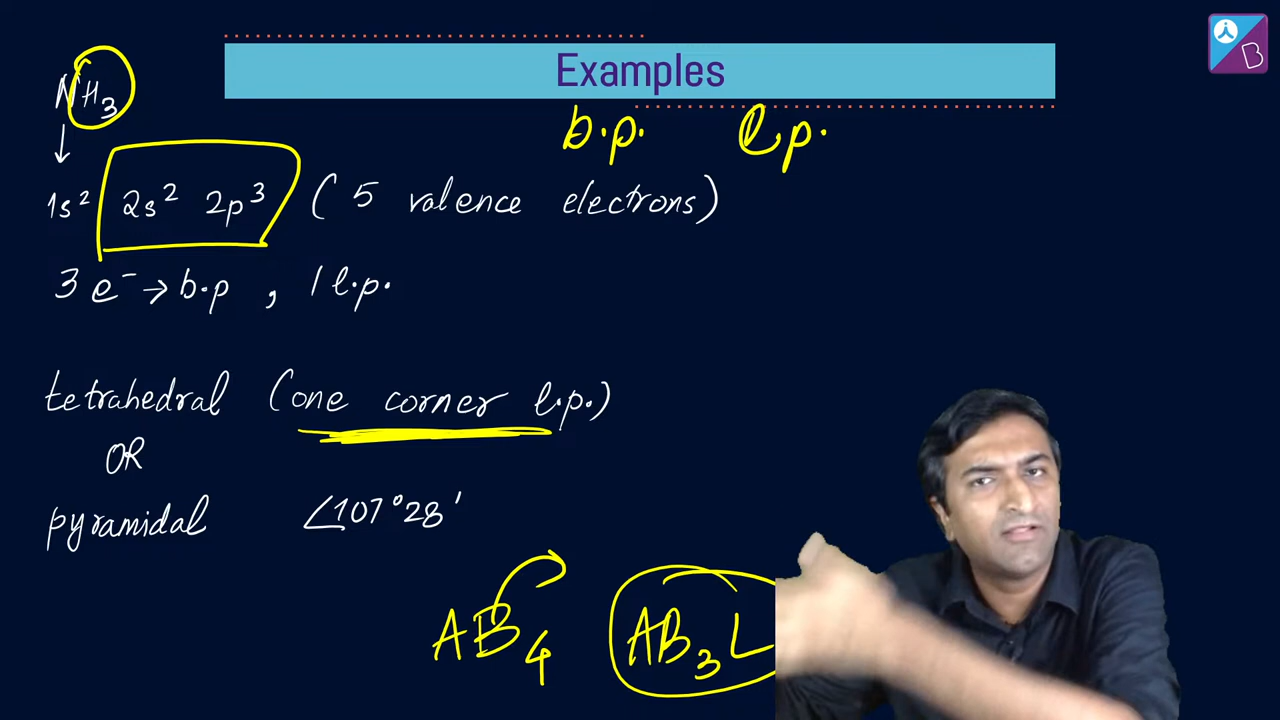 Examples
NH3
b.p. l.p.
↓
1s² 2s² 2p³ (5 valence electrons)
3 e⁻ → b.p , 1 l.p.
tetrahedral (one corner l.p.)
OR
pyramidal ∠107°28'
AB4 AB3L
B